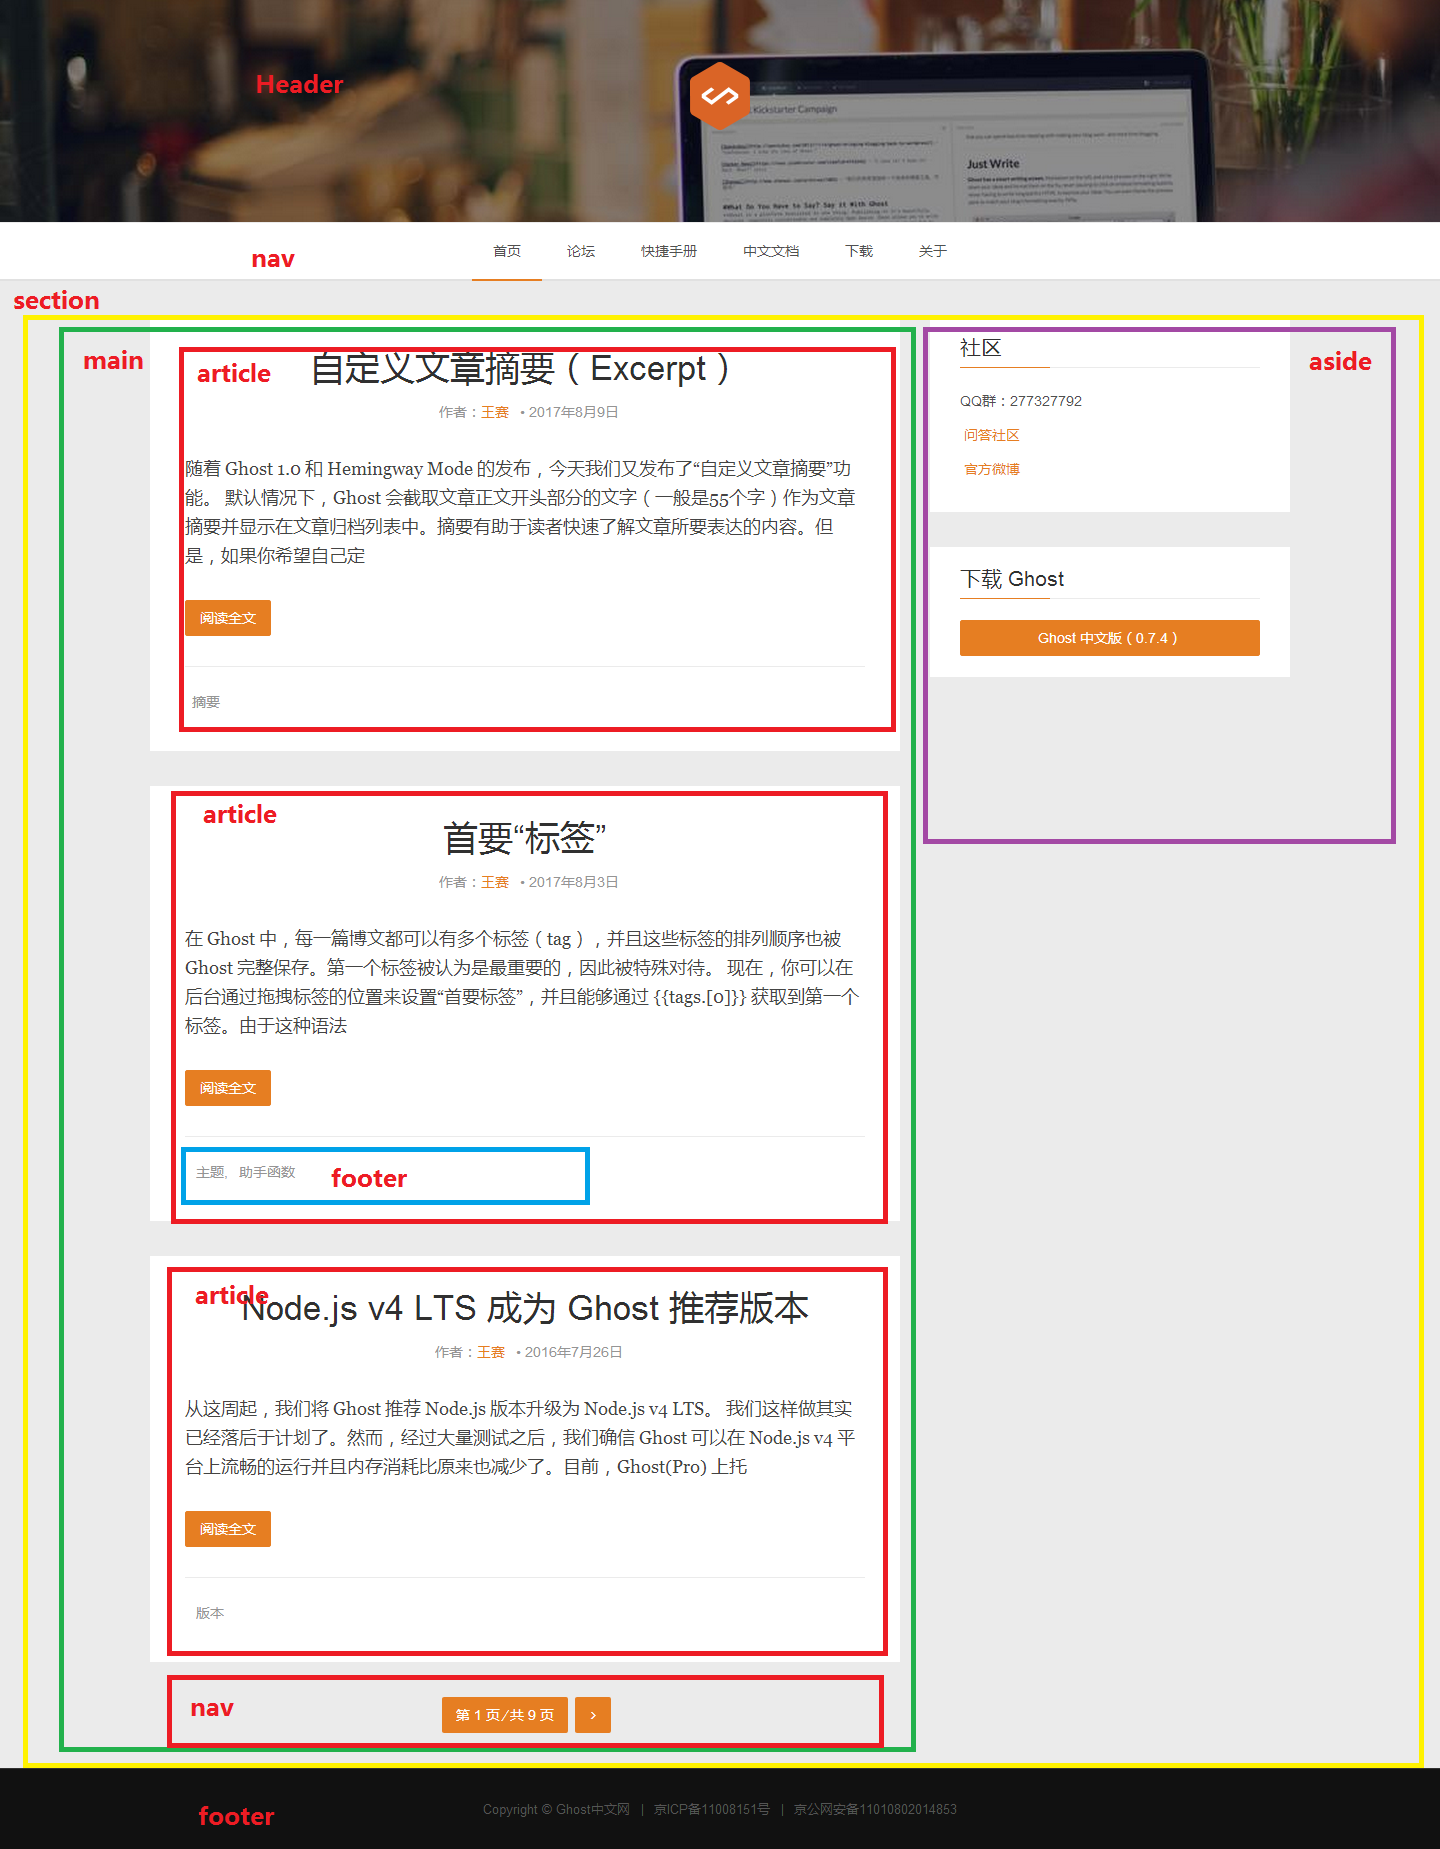 Header
Kickstarter Campaign
Just Write
#What Do You Have to Say? Say It With Ghost
nav
首页
论坛
快捷手册
中文文档
下载
关于
section
main
article
自定义文章摘要（Excerpt）
作者：王赛 • 2017年8月9日
随着 Ghost 1.0 和 Hemingway Mode 的发布，今天我们又发布了“自定义文章摘要”功
能。 默认情况下，Ghost 会截取文章正文开头部分的文字（一般是55个字）作为文章
摘要并显示在文章归档列表中。摘要有助于读者快速了解文章所要表达的内容。但
是，如果你希望自己定
阅读全文
摘要
aside
社区
QQ群：277327792
问答社区
官方微博
下载 Ghost
Ghost 中文版（0.7.4）
article
首要“标签”
作者：王赛 • 2017年8月3日
在 Ghost 中，每一篇博文都可以有多个标签（tag），并且这些标签的排列顺序也被
Ghost 完整保存。第一个标签被认为是最重要的，因此被特殊对待。 现在，你可以在
后台通过拖拽标签的位置来设置“首要标签”，并且能够通过 {{tags.[0]}} 获取到第一个
标签。由于这种语法
阅读全文
主题， 助手函数
footer
article
Node.js v4 LTS 成为 Ghost 推荐版本
作者：王赛 • 2016年7月26日
从这周起，我们将 Ghost 推荐 Node.js 版本升级为 Node.js v4 LTS。 我们这样做其实
已经落后于计划了。然而，经过大量测试之后，我们确信 Ghost 可以在 Node.js v4 平
台上流畅的运行并且内存消耗比原来也减少了。目前，Ghost(Pro) 上托
阅读全文
版本
nav
第 1 页/共 9 页
›
footer
Copyright © Ghost中文网 | 京ICP备11008151号 | 京公网安备11010802014853